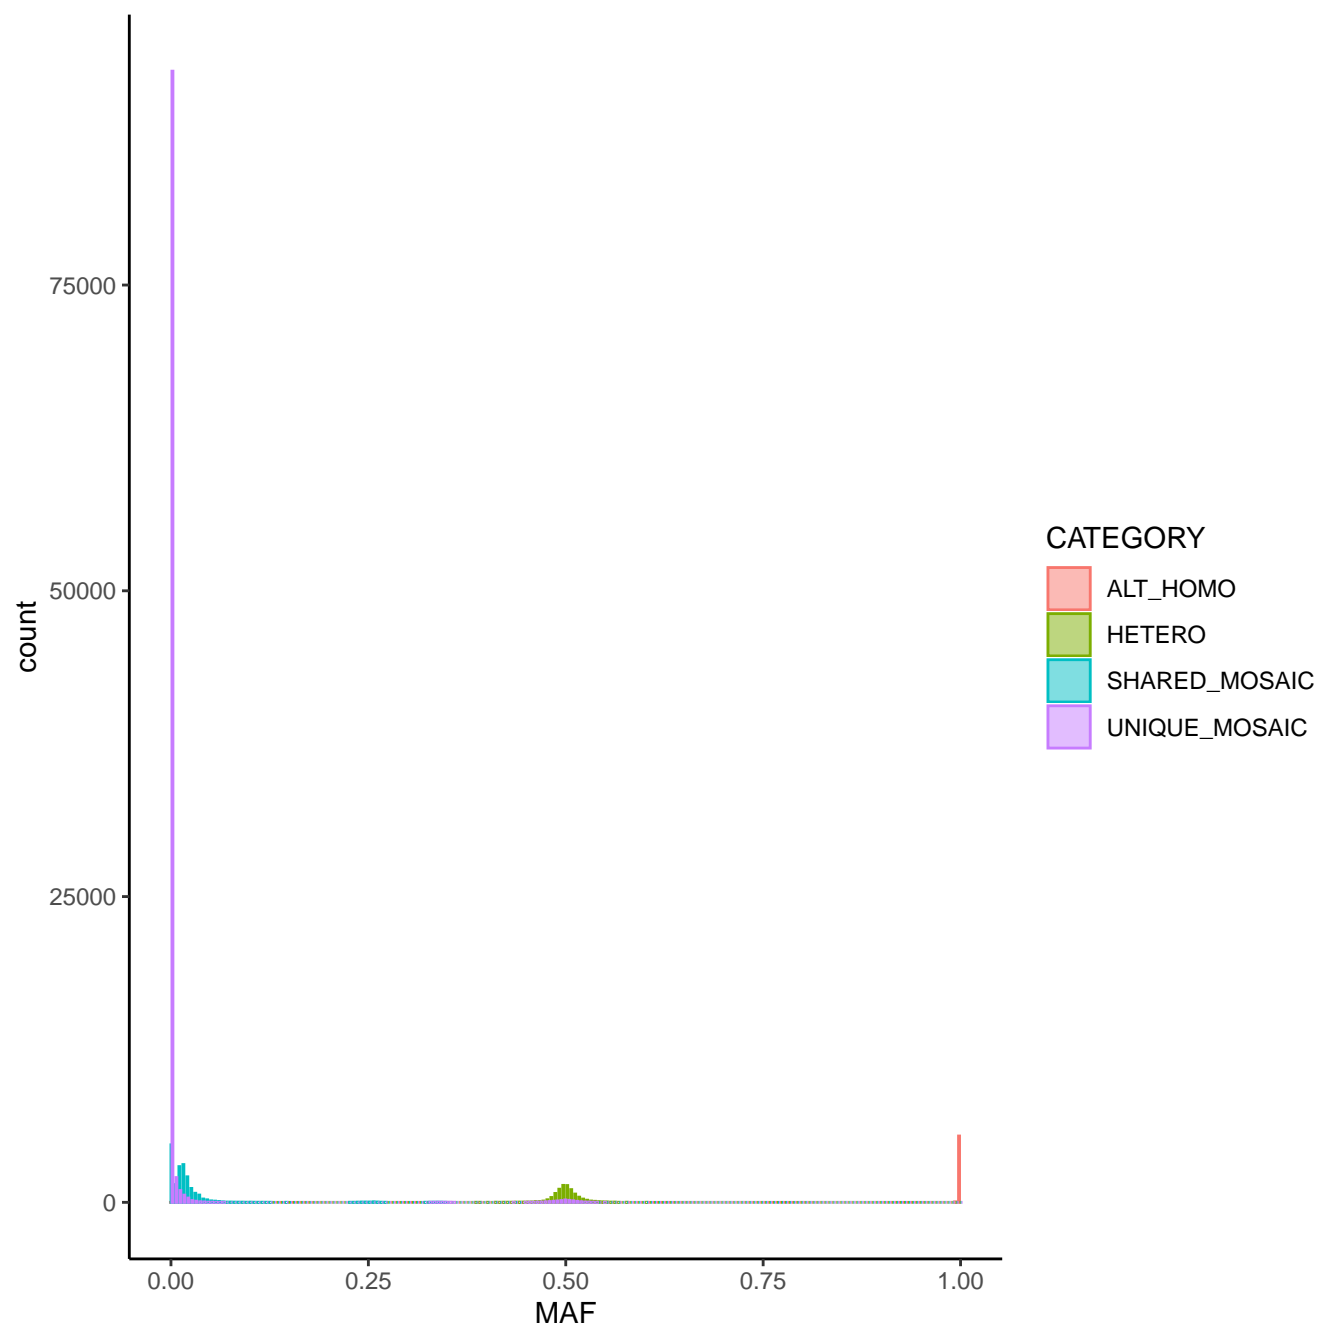 75000
50000
25000
0
count
0.00 0.25 0.50 0.75 1.00
MAF
CATEGORY
ALT_HOMO
HETERO
SHARED_MOSAIC
UNIQUE_MOSAIC